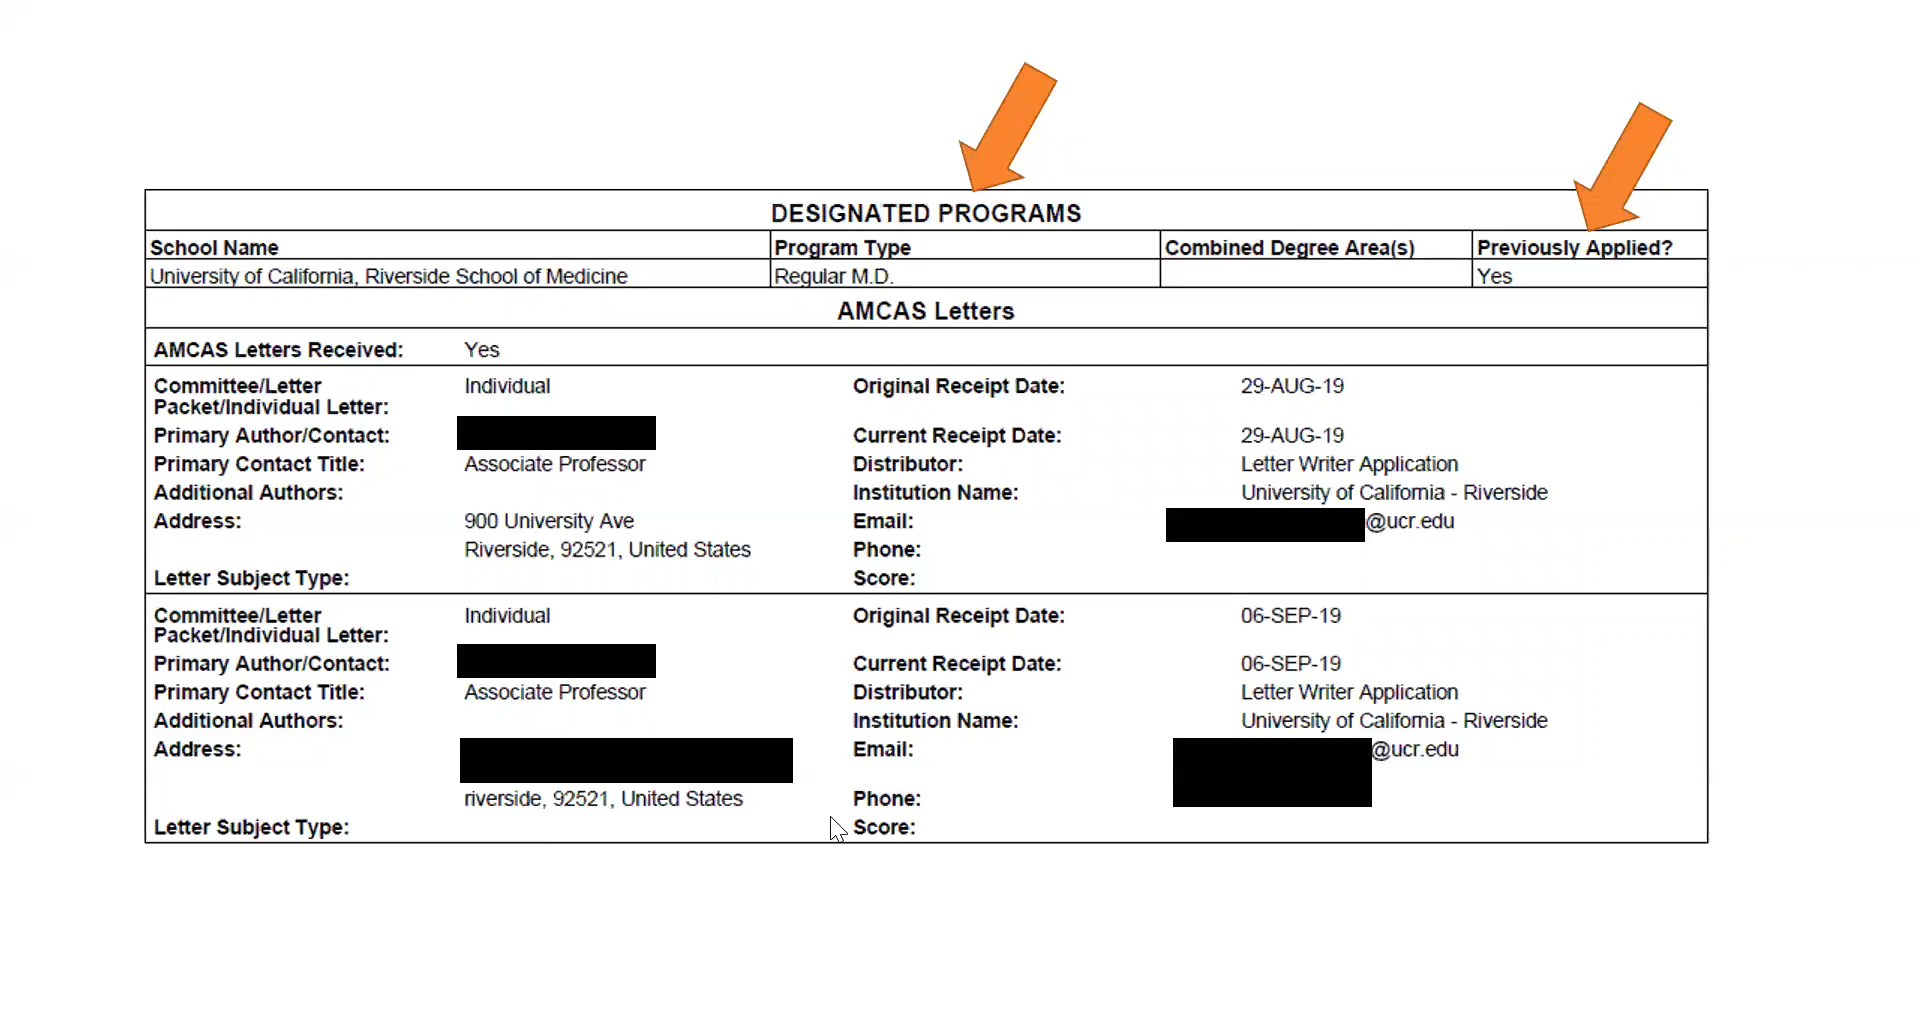 DESIGNATED PROGRAMS
School Name Program Type Combined Degree Area(s) Previously Applied?
University of California, Riverside School of Medicine Regular M.D. Yes
AMCAS Letters
AMCAS Letters Received: Yes
Committee/Letter Individual Original Receipt Date: 29-AUG-19
Packet/Individual Letter:
Primary Author/Contact: Current Receipt Date: 29-AUG-19
Primary Contact Title: Associate Professor Distributor: Letter Writer Application
Additional Authors: Institution Name: University of California - Riverside
Address: 900 University Ave Email: @ucr.edu
Riverside, 92521, United States Phone:
Letter Subject Type: Score:
Committee/Letter Individual Original Receipt Date: 06-SEP-19
Packet/Individual Letter:
Primary Author/Contact: Current Receipt Date: 06-SEP-19
Primary Contact Title: Associate Professor Distributor: Letter Writer Application
Additional Authors: Institution Name: University of California - Riverside
Address: Email: @ucr.edu
riverside, 92521, United States Phone:
Letter Subject Type: Score: